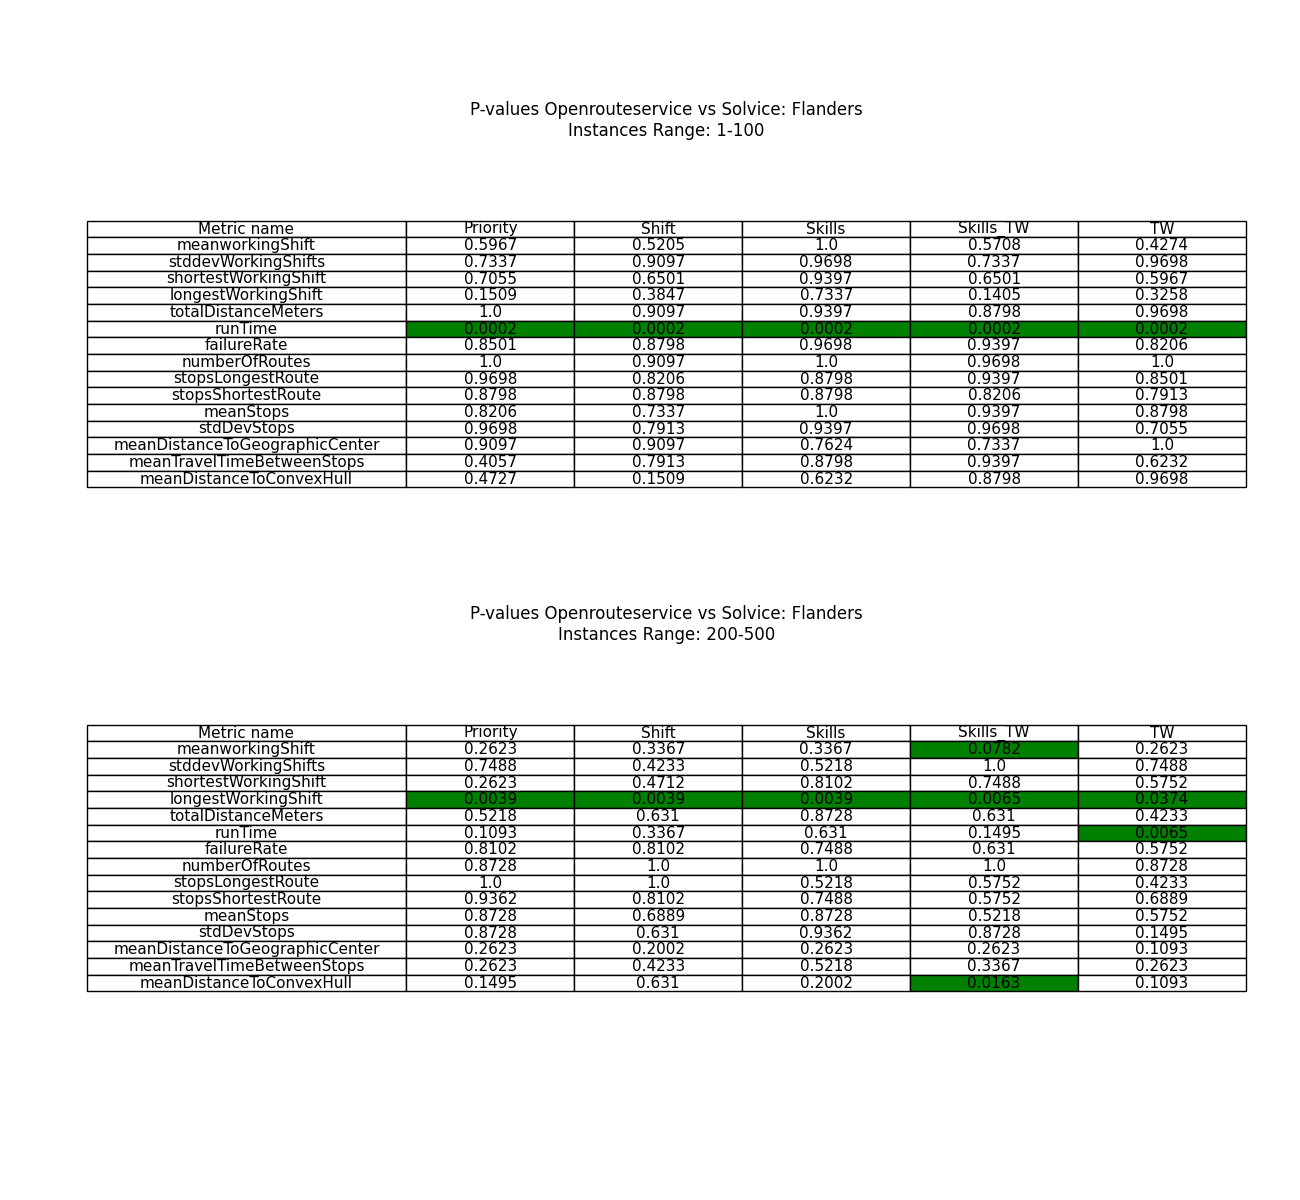 P-values Openrouteservice vs Solvice: Flanders
Instances Range: 1-100
Metric name Priority Shift Skills Skills_TW TW
meanworkingShift 0.5967 0.5205 1.0 0.5708 0.4274
stddevWorkingShifts 0.7337 0.9097 0.9698 0.7337 0.9698
shortestWorkingShift 0.7055 0.6501 0.9397 0.6501 0.5967
longestWorkingShift 0.1509 0.3847 0.7337 0.1405 0.3258
totalDistanceMeters 1.0 0.9097 0.9397 0.8798 0.9698
runTime 0.0002 0.0002 0.0002 0.0002 0.0002
failureRate 0.8501 0.8798 0.9698 0.9397 0.8206
numberOfRoutes 1.0 0.9097 1.0 0.9698 1.0
stopsLongestRoute 0.9698 0.8206 0.8798 0.9397 0.8501
stopsShortestRoute 0.8798 0.8798 0.8798 0.8206 0.7913
meanStops 0.8206 0.7337 1.0 0.9397 0.8798
stdDevStops 0.9698 0.7913 0.9397 0.9698 0.7055
meanDistanceToGeographicCenter 0.9097 0.9097 0.7624 0.7337 1.0
meanTravelTimeBetweenStops 0.4057 0.7913 0.8798 0.9397 0.6232
meanDistanceToConvexHull 0.4727 0.1509 0.6232 0.8798 0.9698
P-values Openrouteservice vs Solvice: Flanders
Instances Range: 200-500
Metric name Priority Shift Skills Skills_TW TW
meanworkingShift 0.2623 0.3367 0.3367 0.0782 0.2623
stddevWorkingShifts 0.7488 0.4233 0.5218 1.0 0.7488
shortestWorkingShift 0.2623 0.4712 0.8102 0.7488 0.5752
longestWorkingShift 0.0039 0.0039 0.0039 0.0065 0.0374
totalDistanceMeters 0.5218 0.631 0.8728 0.631 0.4233
runTime 0.1093 0.3367 0.631 0.1495 0.0065
failureRate 0.8102 0.8102 0.7488 0.631 0.5752
numberOfRoutes 0.8728 1.0 1.0 1.0 0.8728
stopsLongestRoute 1.0 1.0 0.5218 0.5752 0.4233
stopsShortestRoute 0.9362 0.8102 0.7488 0.5752 0.6889
meanStops 0.8728 0.6889 0.8728 0.5218 0.5752
stdDevStops 0.8728 0.631 0.9362 0.8728 0.1495
meanDistanceToGeographicCenter 0.2623 0.2002 0.2623 0.2623 0.1093
meanTravelTimeBetweenStops 0.2623 0.4233 0.5218 0.3367 0.2623
meanDistanceToConvexHull 0.1495 0.631 0.2002 0.0163 0.1093